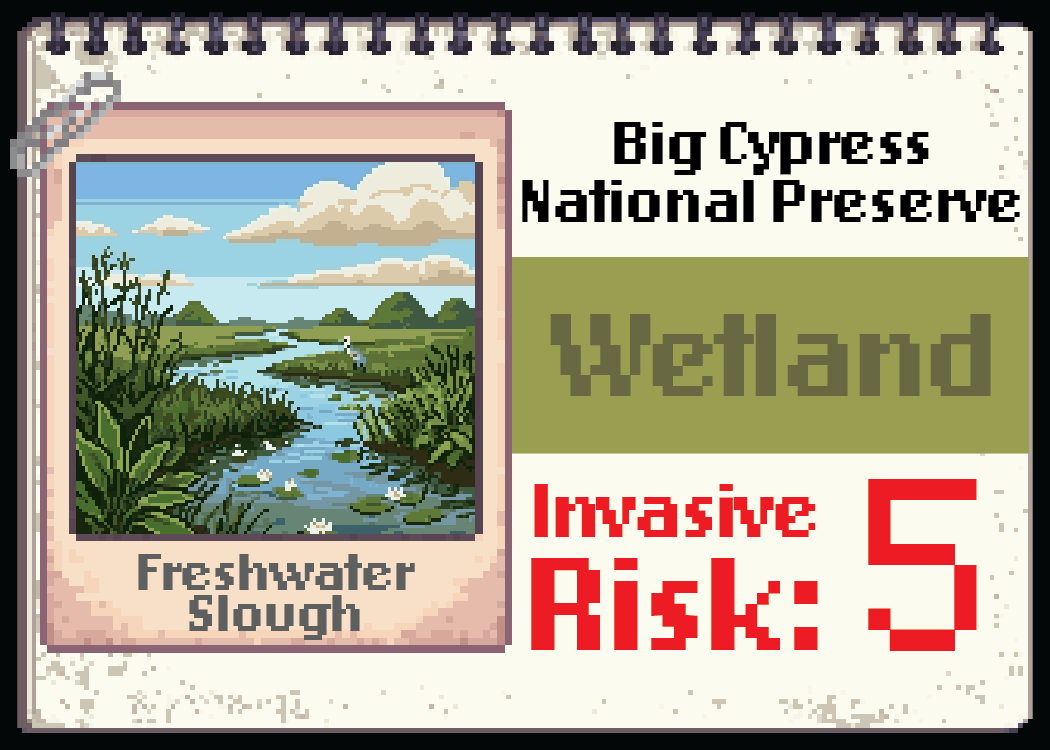 Big Cypress
National Preserve
Wetland
Freshwater
Slough
Invasive
Risk: 5